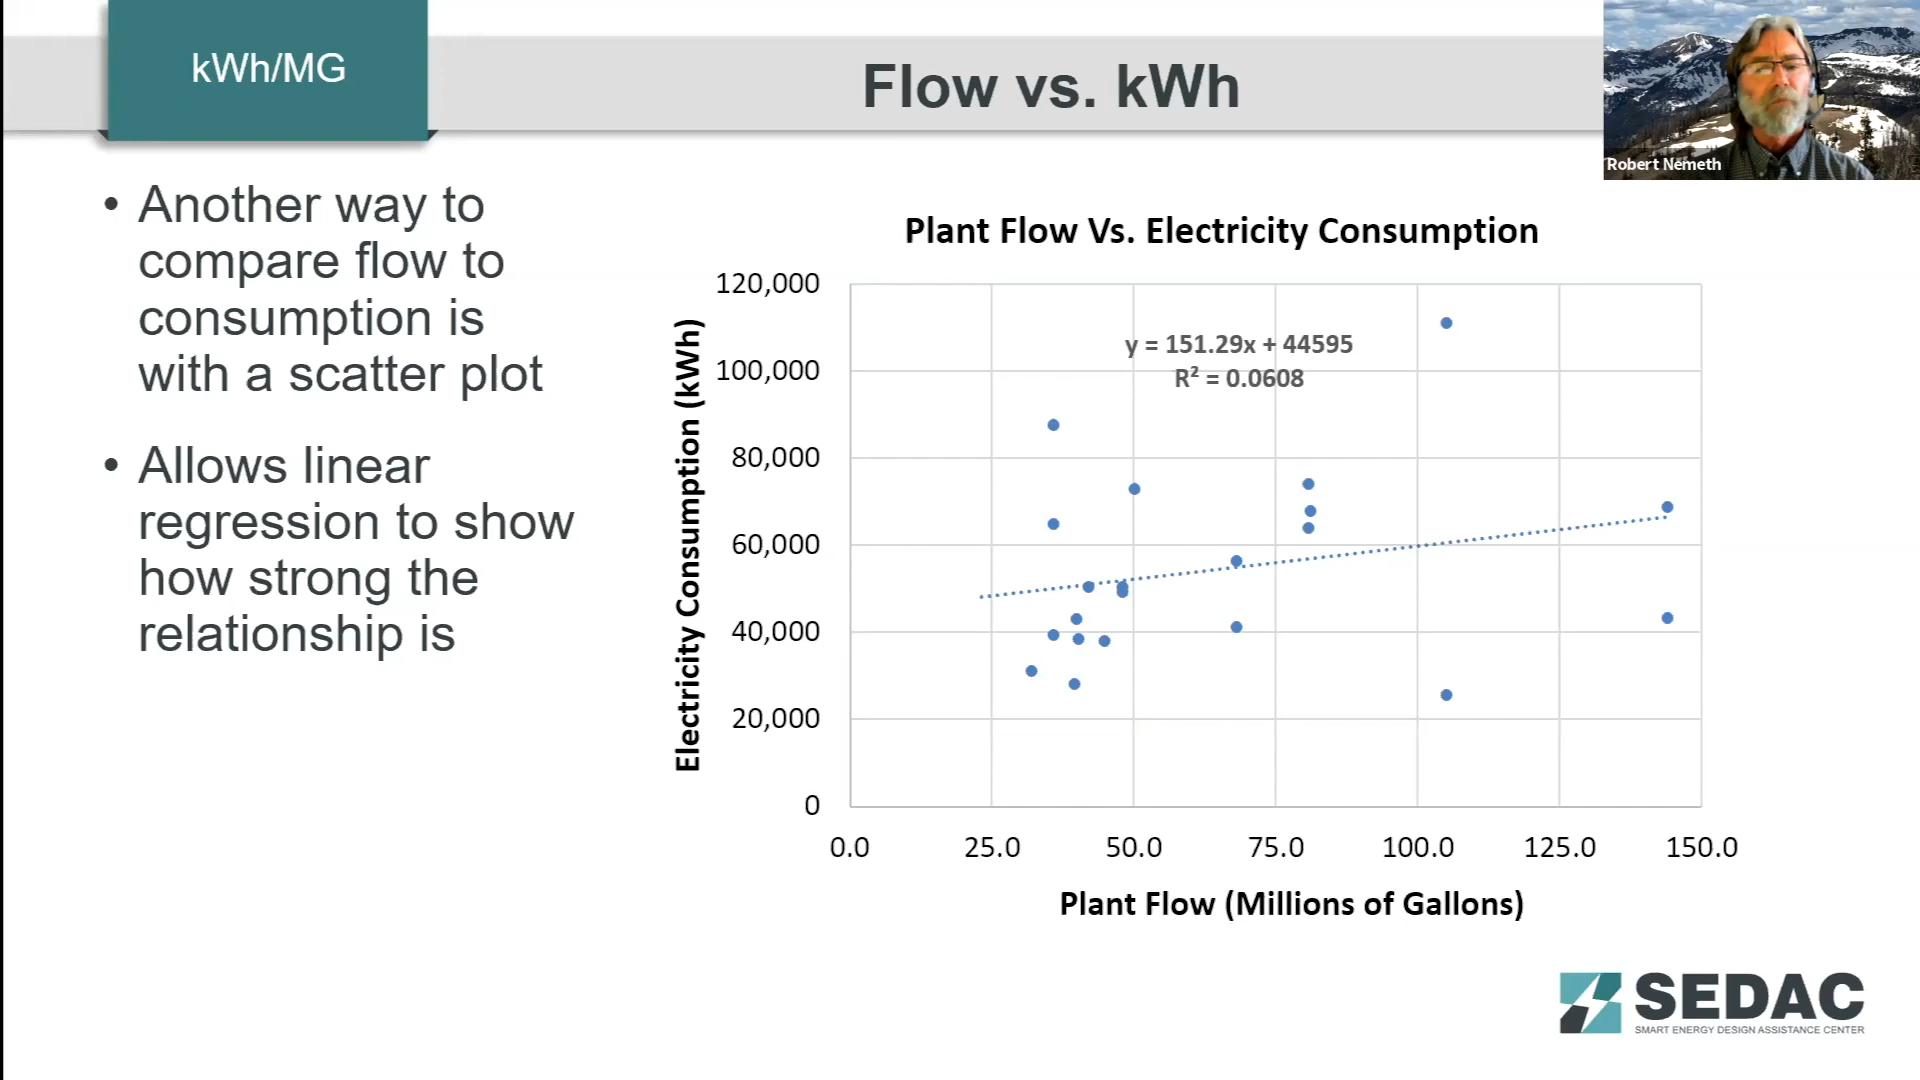 kWh/MG
Flow vs. kWh
Robert Nemeth
• Another way to
compare flow to
consumption is
with a scatter plot
• Allows linear
regression to show
how strong the
relationship is
Plant Flow Vs. Electricity Consumption
Electricity Consumption (kWh)
120,000
100,000
80,000
60,000
40,000
20,000
0
y = 151.29x + 44595
R² = 0.0608
0.0 25.0 50.0 75.0 100.0 125.0 150.0
Plant Flow (Millions of Gallons)
SEDAC
SMART ENERGY DESIGN ASSISTANCE CENTER